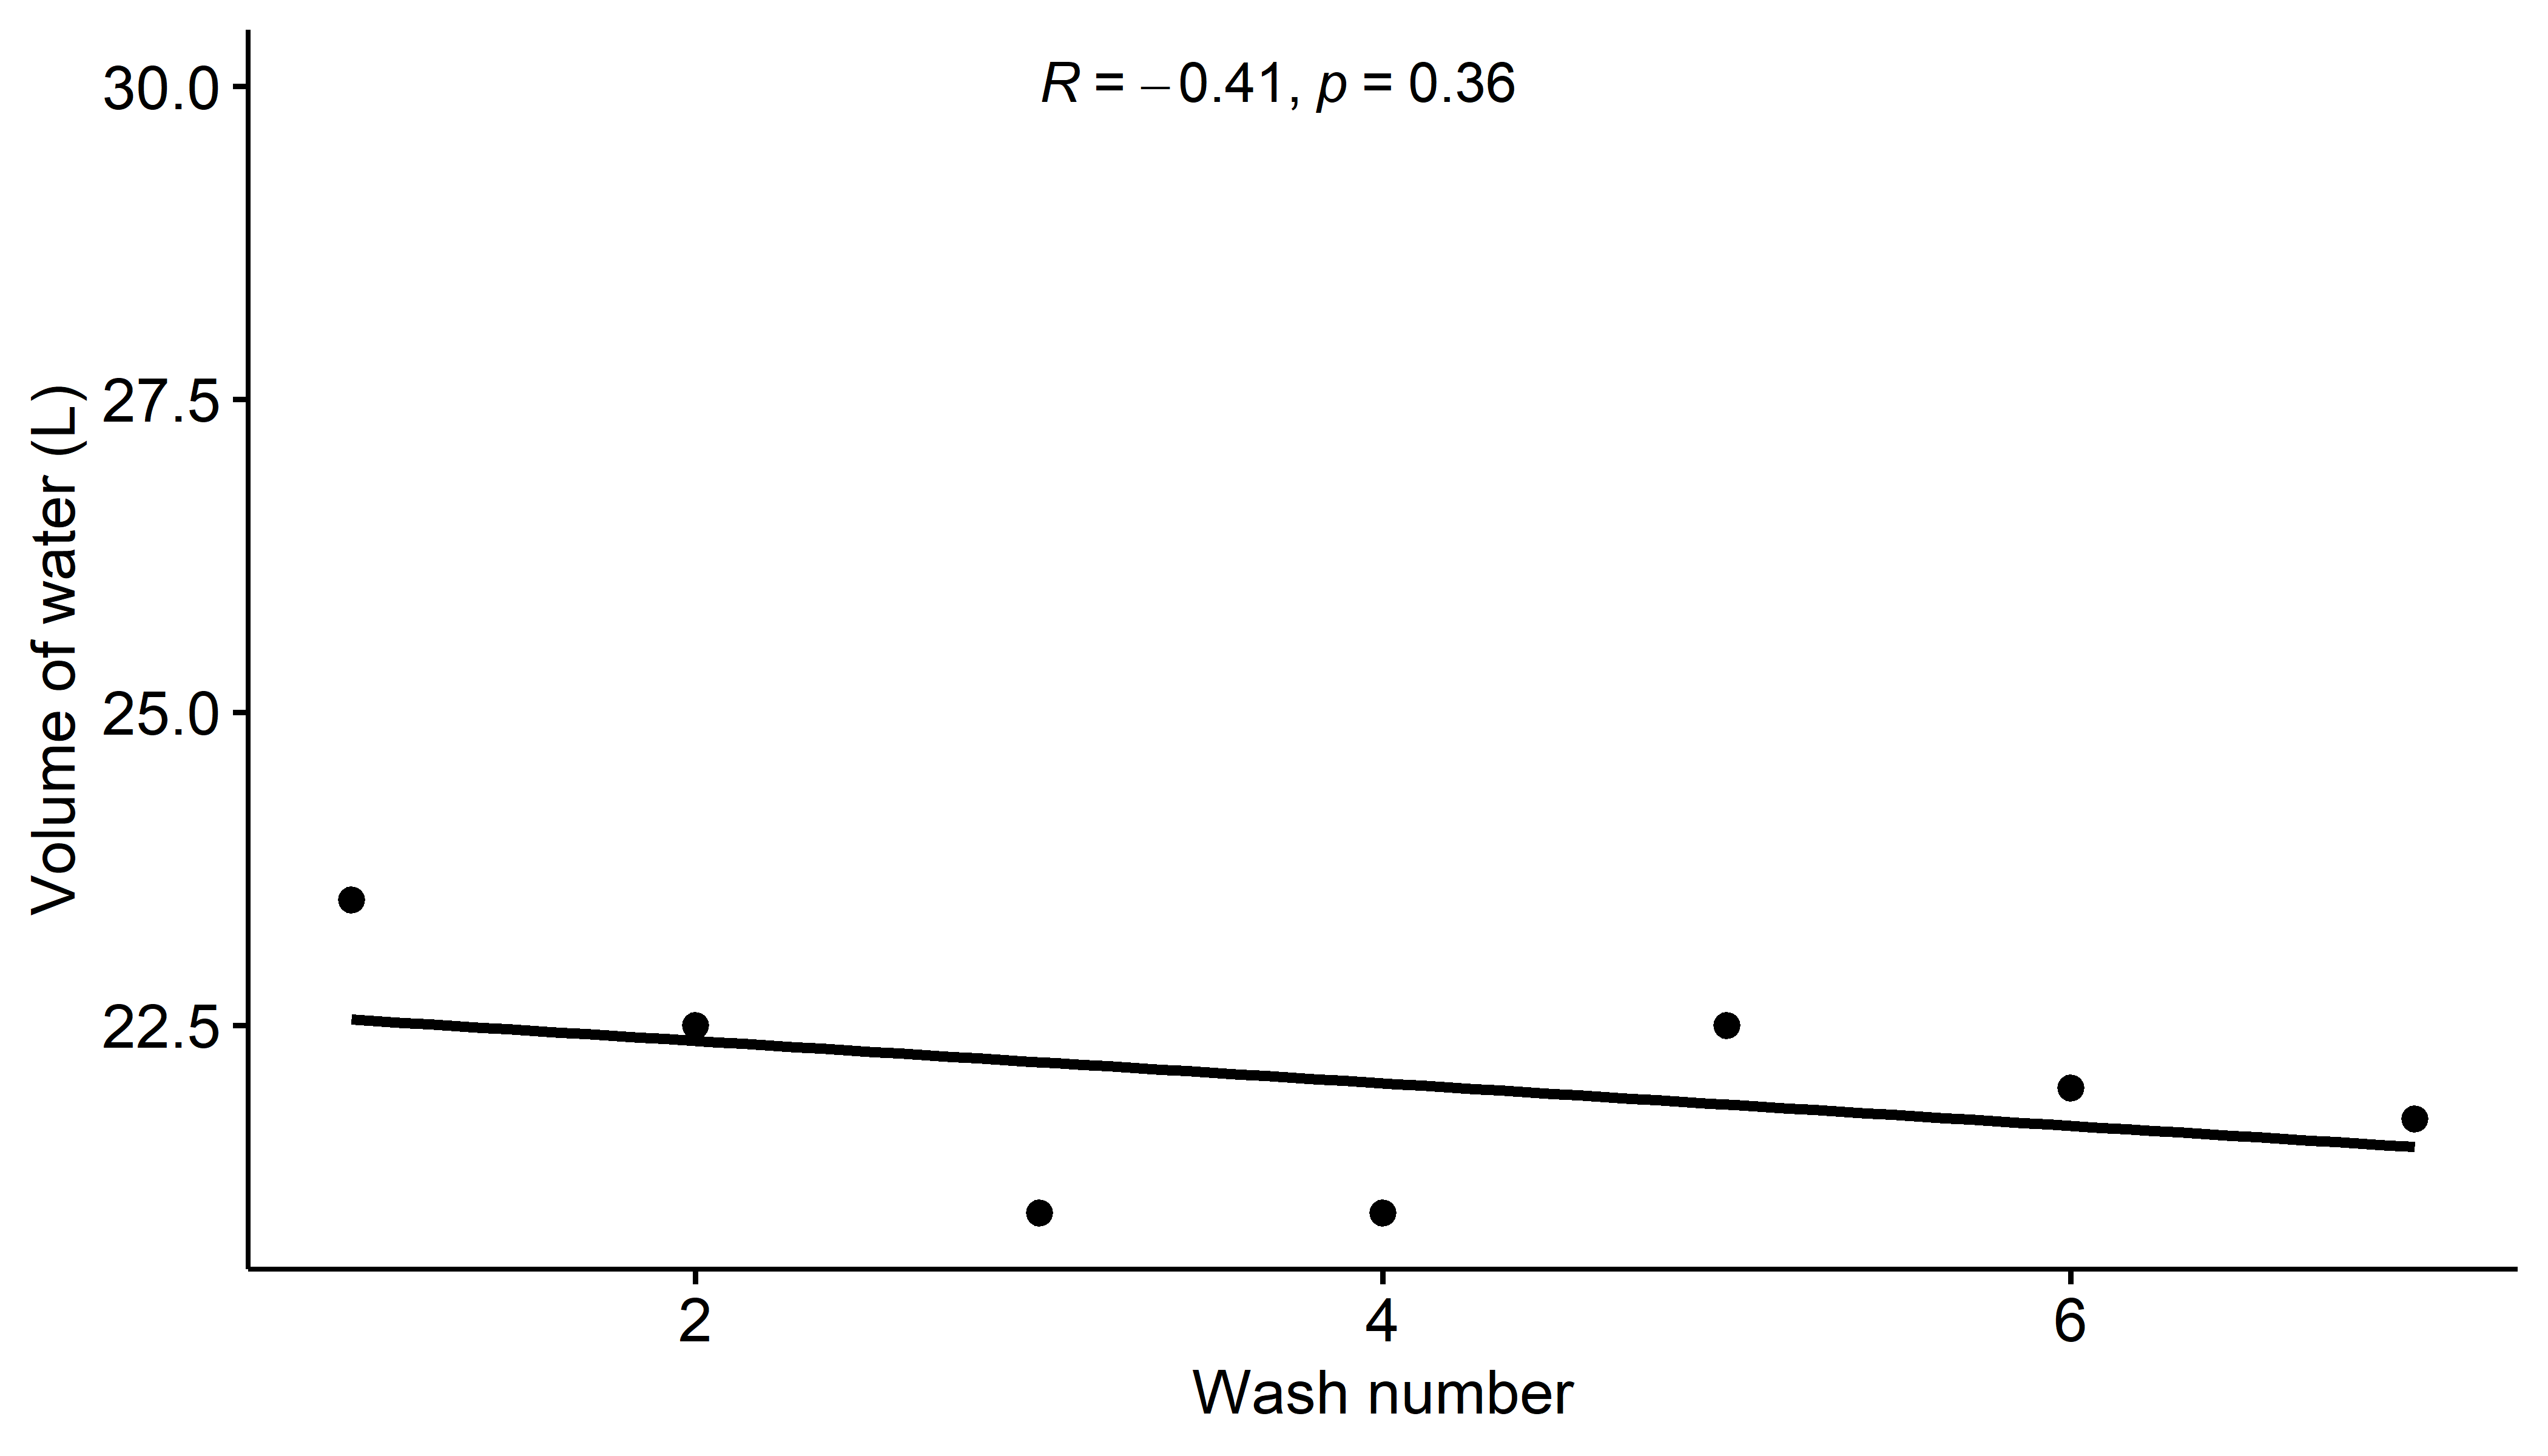 R = −0.41, p = 0.36
30.0
27.5
25.0
22.5
Volume of water (L)
2 4 6
Wash number